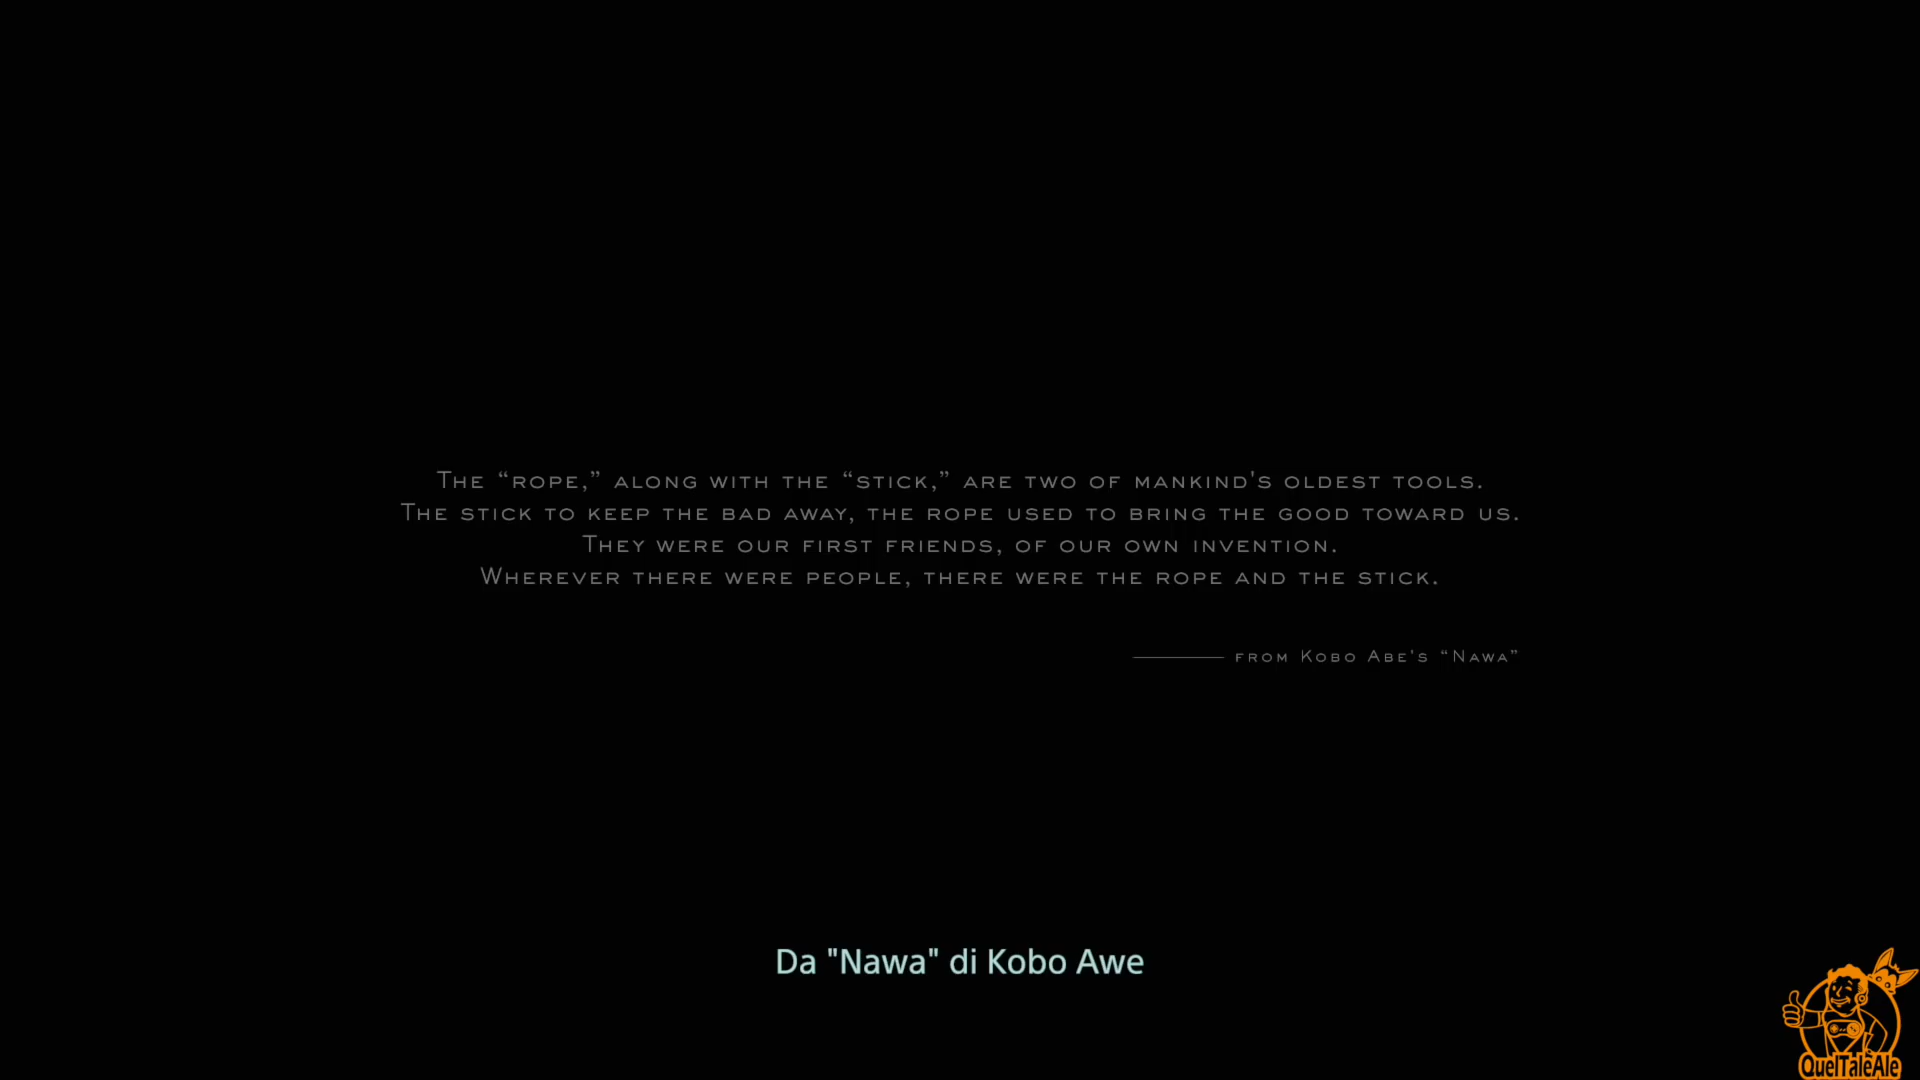 The “rope,” along with the “stick,” are two of mankind's oldest tools.
The stick to keep the bad away, the rope used to bring the good toward us.
They were our first friends, of our own invention.
Wherever there were people, there were the rope and the stick.
from Kobo Abe's “Nawa”
Da "Nawa" di Kobo Awe
QuelTaleAle